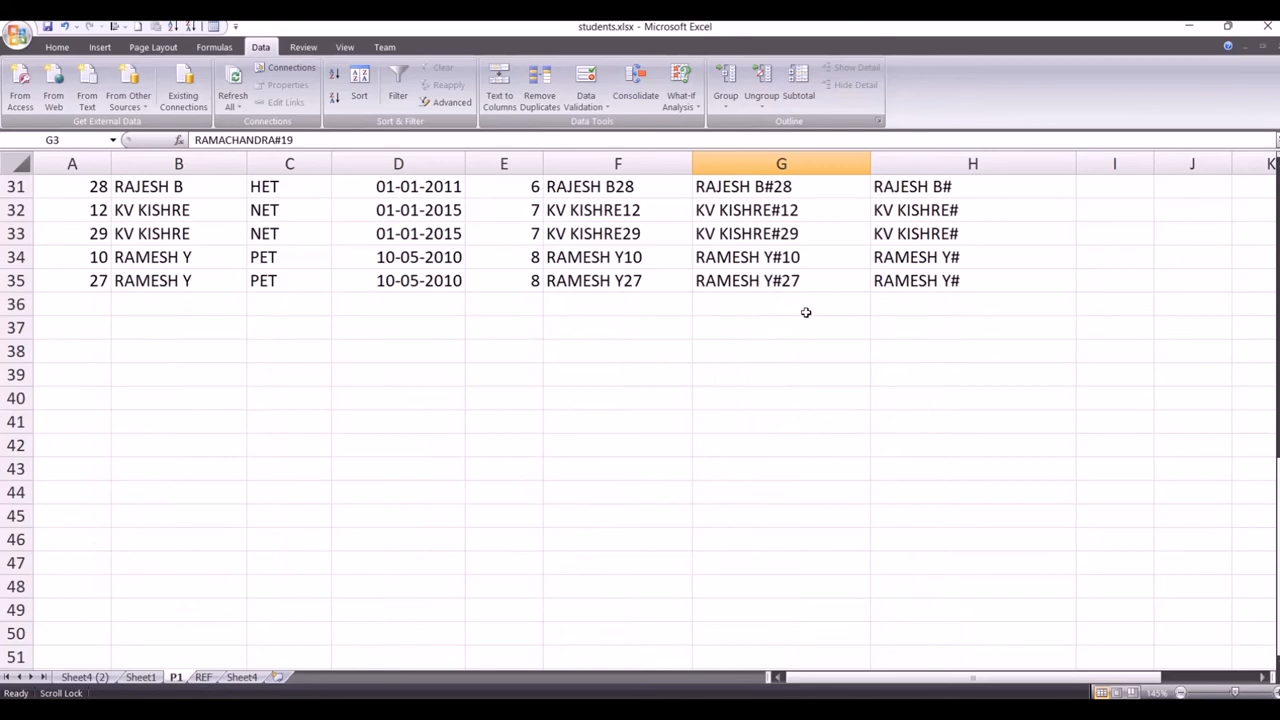 students.xlsx - Microsoft Excel
Home Insert Page Layout Formulas Data Review View Team
From Access
From Web
From Text
From Other Sources
Existing Connections
Refresh All
Connections
Properties
Edit Links
Sort
Filter
Clear
Reapply
Advanced
Text to Columns
Remove Duplicates
Data Validation
Consolidate
What-If Analysis
Group
Ungroup
Subtotal
Show Detail
Hide Detail
Get External Data Connections Sort & Filter Data Tools Outline
G3 fx RAMACHANDRA#19
A B C D E F G H I J K
31 28 RAJESH B HET 01-01-2011 6 RAJESH B28 RAJESH B#28 RAJESH B#
32 12 KV KISHRE NET 01-01-2015 7 KV KISHRE12 KV KISHRE#12 KV KISHRE#
33 29 KV KISHRE NET 01-01-2015 7 KV KISHRE29 KV KISHRE#29 KV KISHRE#
34 10 RAMESH Y PET 10-05-2010 8 RAMESH Y10 RAMESH Y#10 RAMESH Y#
35 27 RAMESH Y PET 10-05-2010 8 RAMESH Y27 RAMESH Y#27 RAMESH Y#
36
37
38
39
40
41
42
43
44
45
46
47
48
49
50
51
Sheet4 (2) Sheet1 P1 REF Sheet4
Ready Scroll Lock 145%